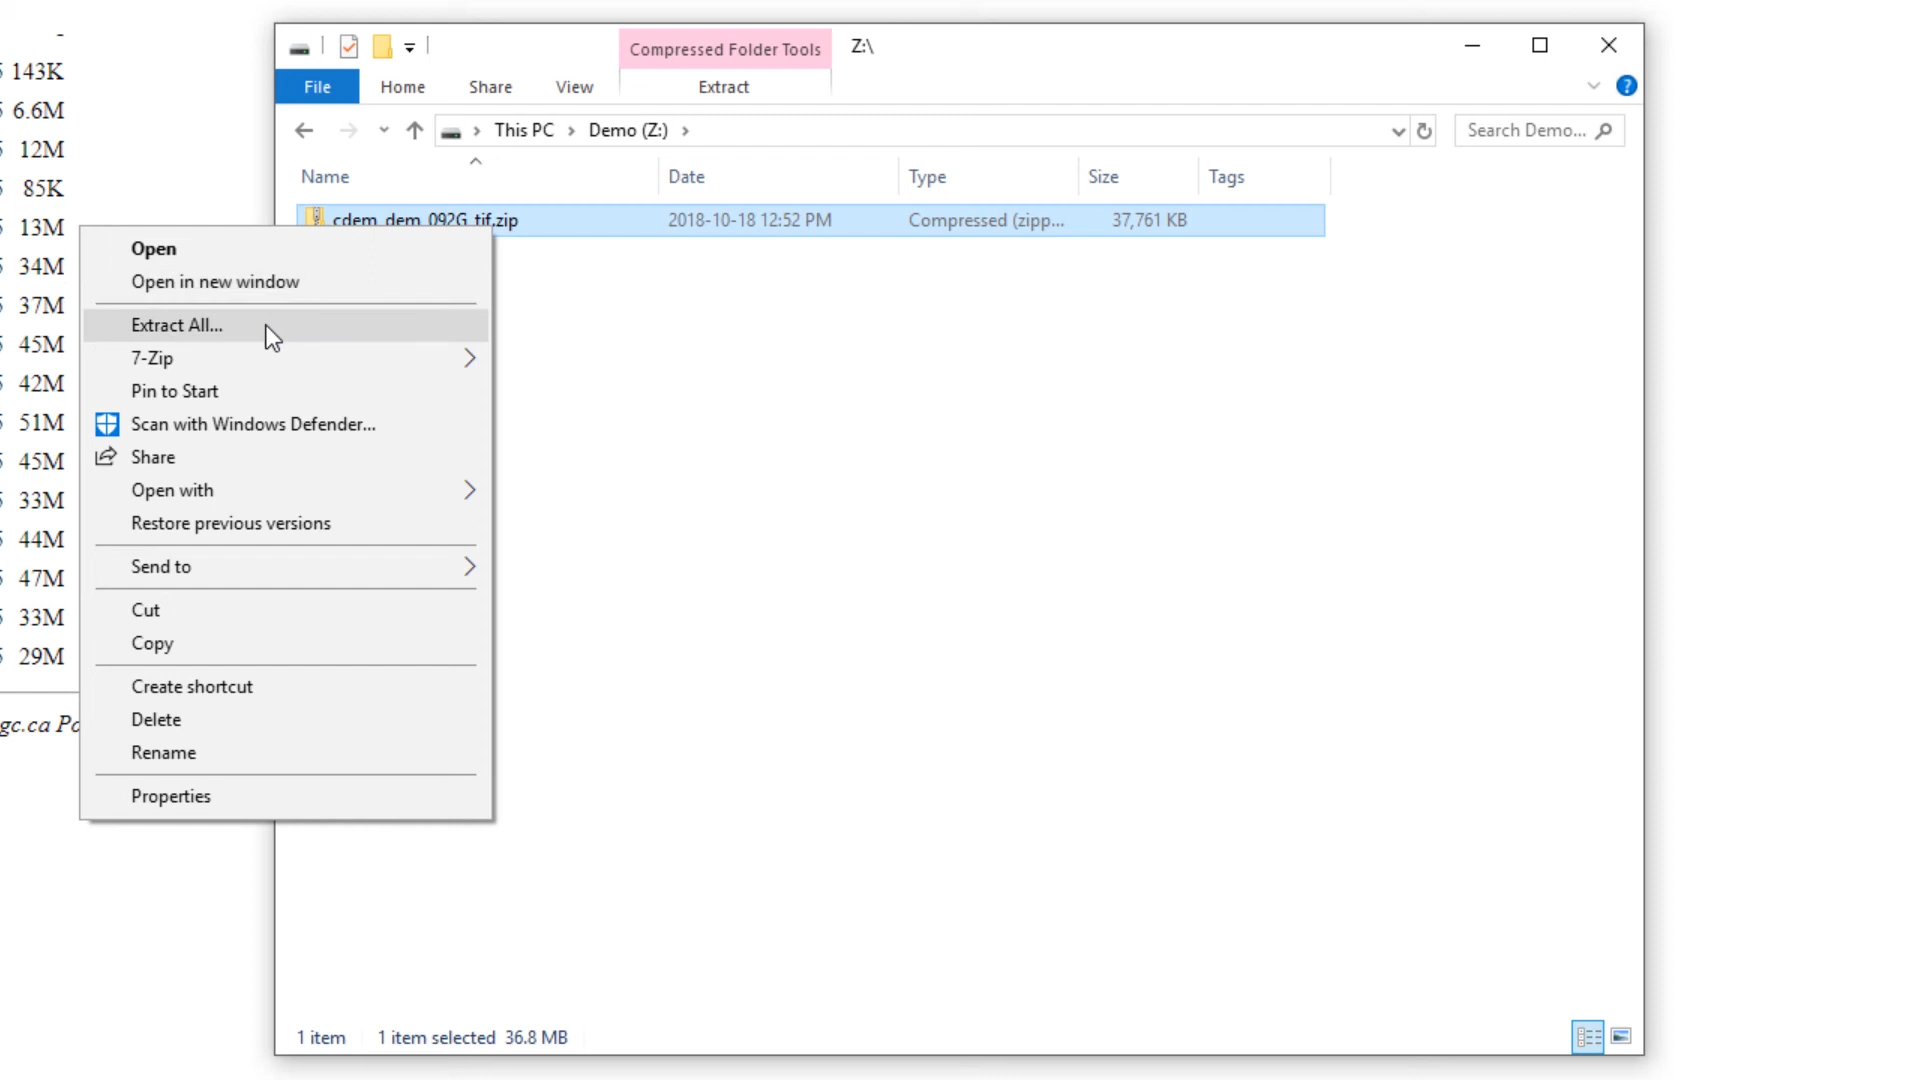 Compressed Folder Tools
Z:\
File
Home
Share
View
Extract
This PC
Demo (Z:)
Search Demo...
Name
Date
Type
Size
Tags
cdem_dem_092G_tif.zip
2018-10-18 12:52 PM
Compressed (zipp...
37,761 KB
143K
6.6M
12M
85K
13M
34M
37M
45M
42M
51M
45M
33M
44M
47M
33M
29M
gc.ca Po
Open
Open in new window
Extract All...
7-Zip
Pin to Start
Scan with Windows Defender...
Share
Open with
Restore previous versions
Send to
Cut
Copy
Create shortcut
Delete
Rename
Properties
1 item
1 item selected 36.8 MB